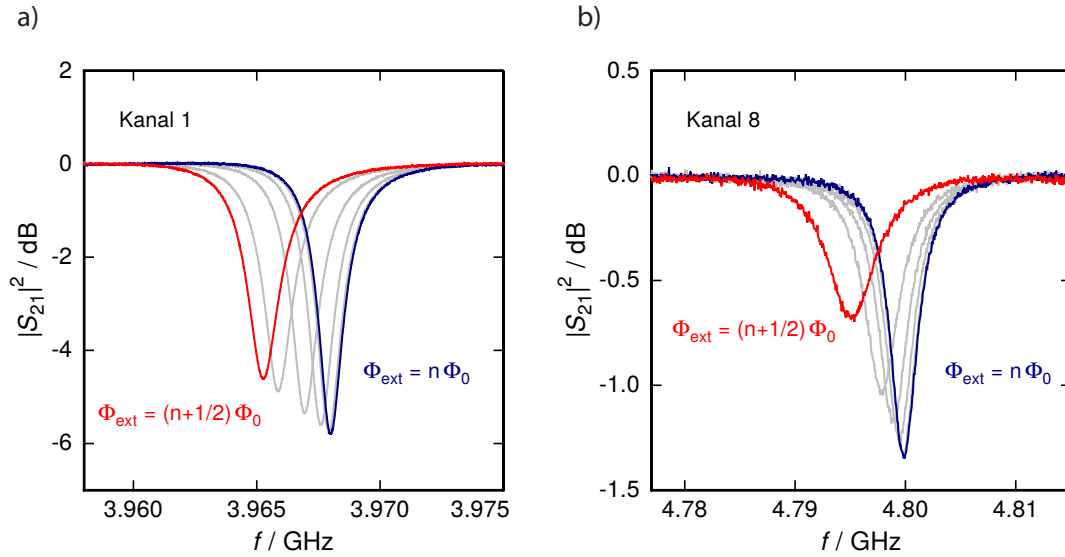 a)
2
0
-2
-4
-6
|S21|² / dB
Kanal 1
Φext = (n+1/2) Φ0
Φext = n Φ0
3.960
3.965
3.970
3.975
f / GHz
b)
0.5
0.0
-0.5
-1.0
-1.5
|S21|² / dB
Kanal 8
Φext = (n+1/2) Φ0
Φext = n Φ0
4.78
4.79
4.80
4.81
f / GHz